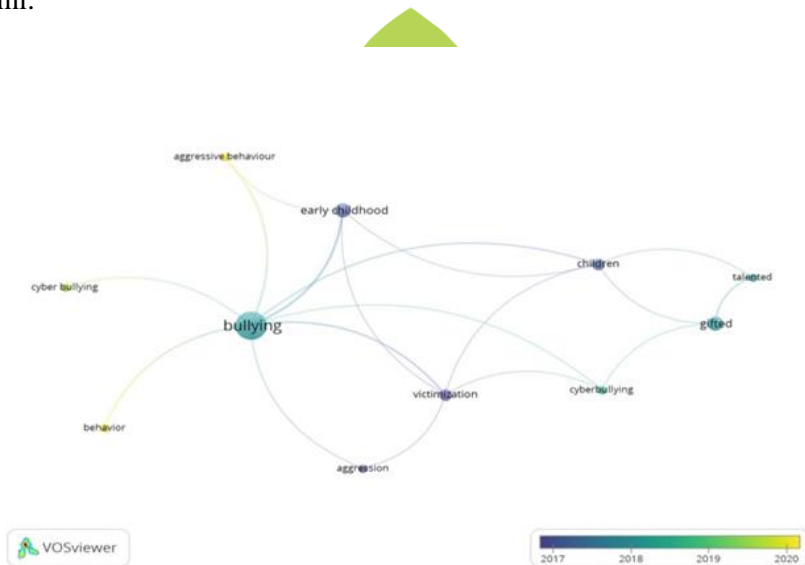 aggressive behaviour
early childhood
children
talented
cyber bullying
bullying
gifted
victimization
cyberbullying
behavior
aggression
VOSviewer
2017 2018 2019 2020